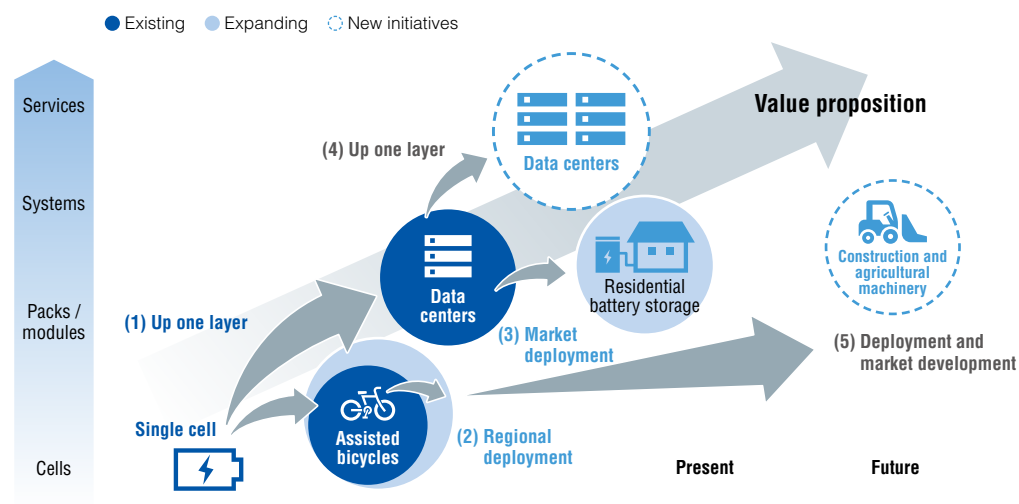 Existing
Expanding
New initiatives
Services
Systems
Packs /
modules
Cells
Value proposition
(4) Up one layer
Data centers
Data
centers
Residential
battery storage
Construction and
agricultural
machinery
(1) Up one layer
(3) Market
deployment
(5) Deployment and
market development
Single cell
Assisted
bicycles
(2) Regional
deployment
Present
Future